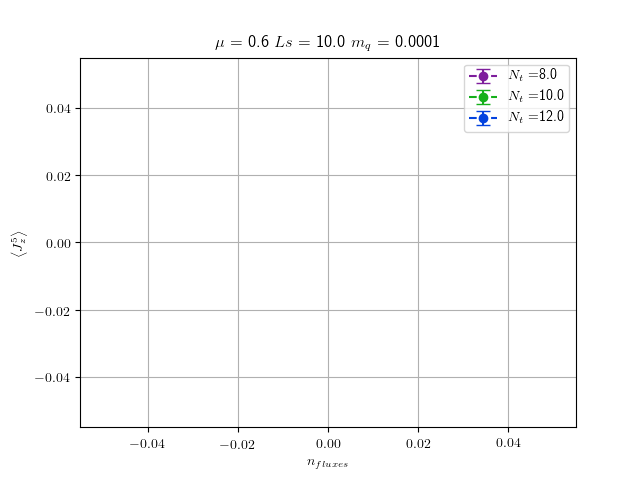 μ = 0.6 Ls = 10.0 m_q = 0.0001
N_t =8.0
N_t =10.0
N_t =12.0
0.04
0.02
0.00
−0.02
−0.04
⟨J_z^5⟩
−0.04 −0.02 0.00 0.02 0.04
n_{fluxes}